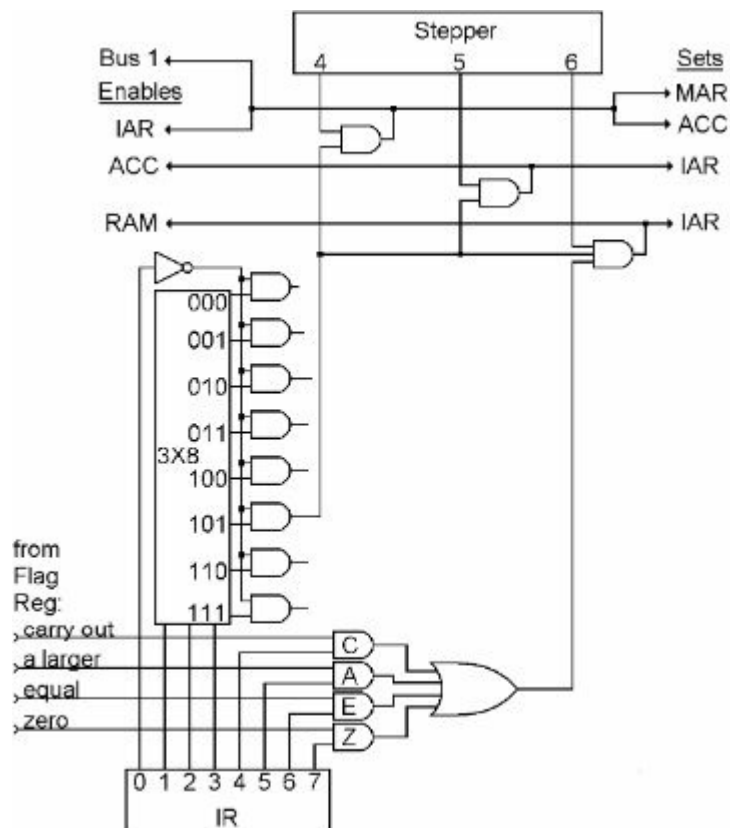 Stepper
4 5 6
Bus 1
Enables
IAR
ACC
RAM
Sets
MAR
ACC
IAR
IAR
3X8
000
001
010
011
100
101
110
111
from
Flag
Reg:
carry out
a larger
equal
zero
C
A
E
Z
0 1 2 3 4 5 6 7
IR